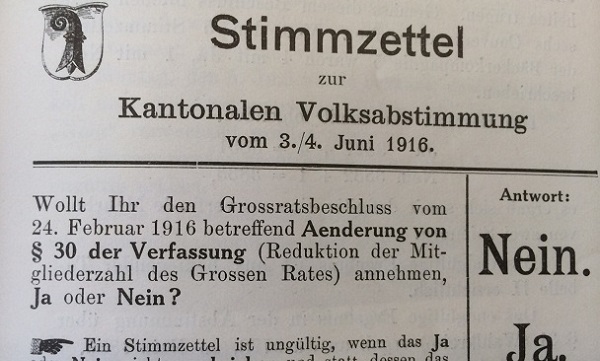 Stimmzettel
zur
Kantonalen Volksabstimmung
vom 3./4. Juni 1916.
Wollt Ihr den Grossratsbeschluss vom
24. Februar 1916 betreffend Aenderung von
§ 30 der Verfassung (Reduktion der Mit-
gliederzahl des Grossen Rates) annehmen,
Ja oder Nein?
Ein Stimmzettel ist ungültig, wenn das Ja
Antwort:
Nein.
Ja.